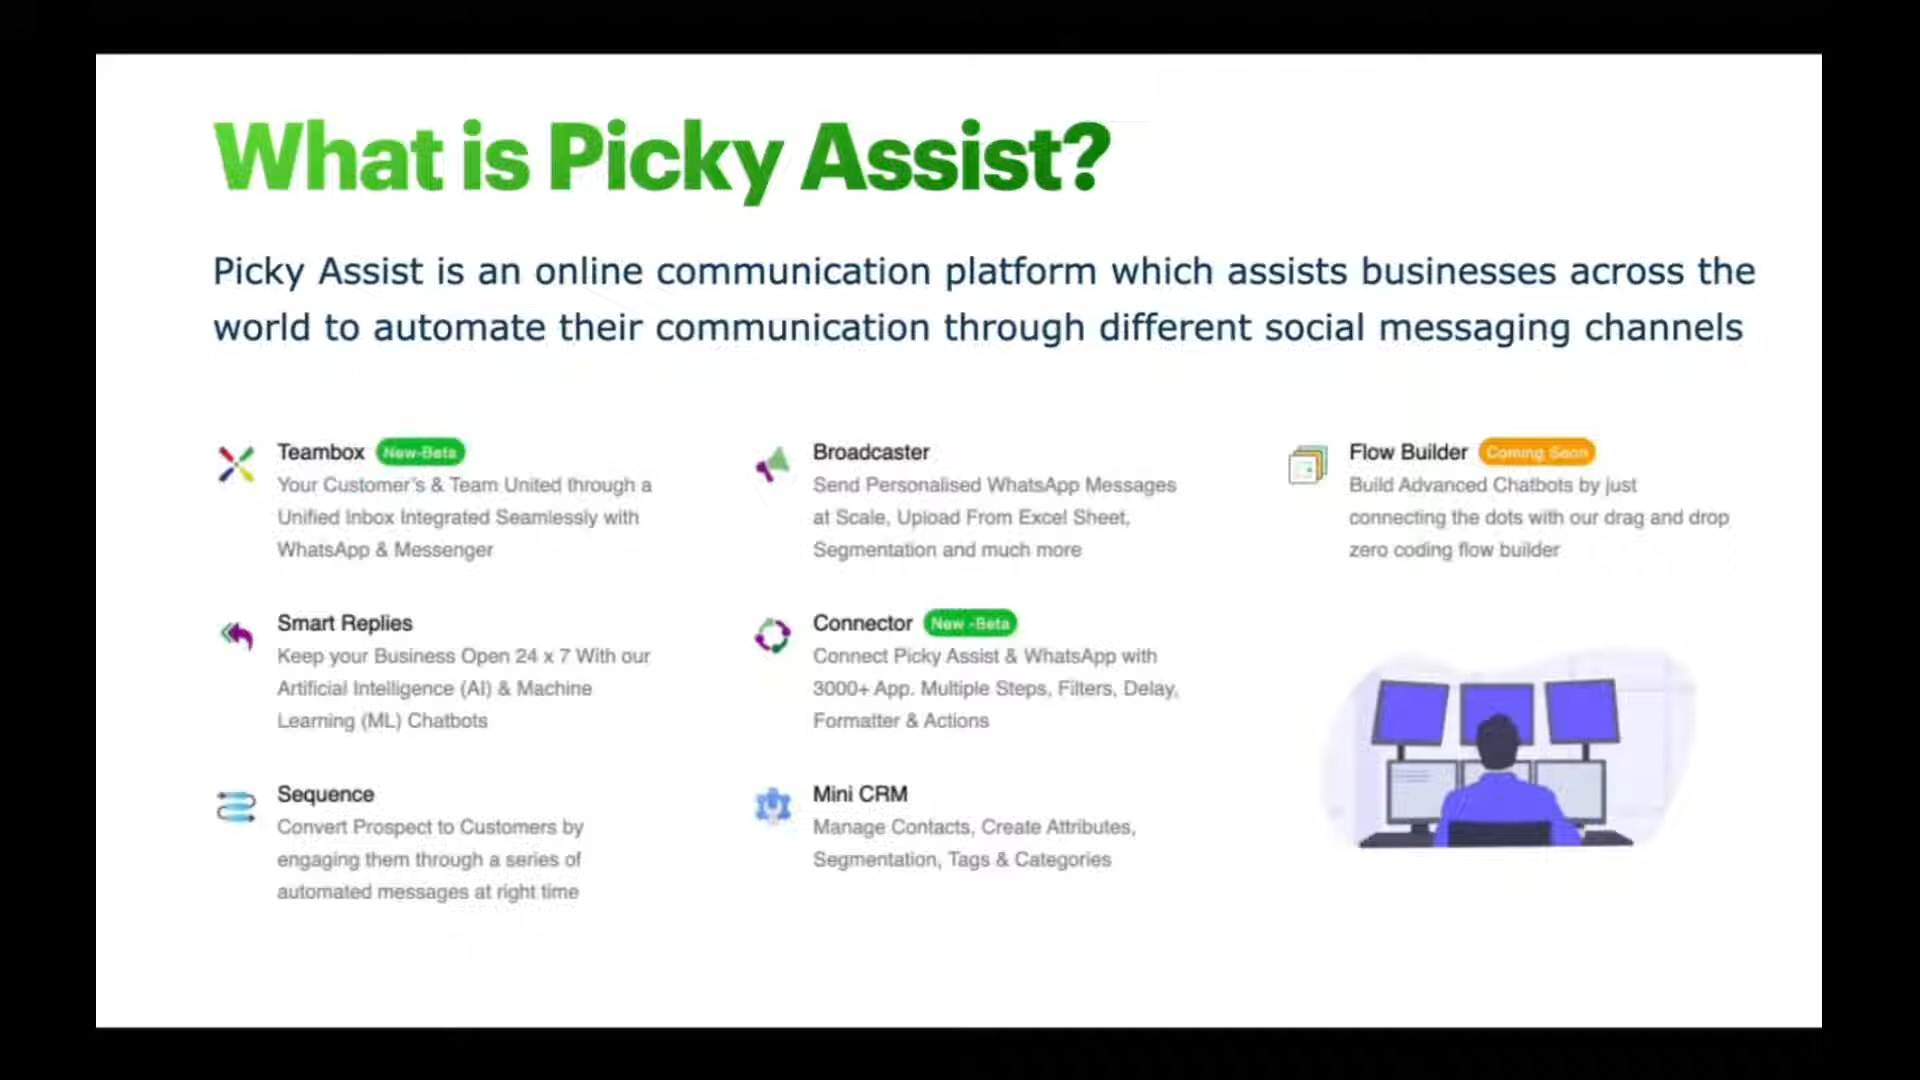 What is Picky Assist?
Picky Assist is an online communication platform which assists businesses across the
world to automate their communication through different social messaging channels
Teambox New-Beta
Your Customer's & Team United through a
Unified Inbox Integrated Seamlessly with
WhatsApp & Messenger
Broadcaster
Send Personalised WhatsApp Messages
at Scale, Upload From Excel Sheet,
Segmentation and much more
Flow Builder Coming Soon
Build Advanced Chatbots by just
connecting the dots with our drag and drop
zero coding flow builder
Smart Replies
Keep your Business Open 24 x 7 With our
Artificial Intelligence (AI) & Machine
Learning (ML) Chatbots
Connector New -Beta
Connect Picky Assist & WhatsApp with
3000+ App. Multiple Steps, Filters, Delay,
Formatter & Actions
Sequence
Convert Prospect to Customers by
engaging them through a series of
automated messages at right time
Mini CRM
Manage Contacts, Create Attributes,
Segmentation, Tags & Categories